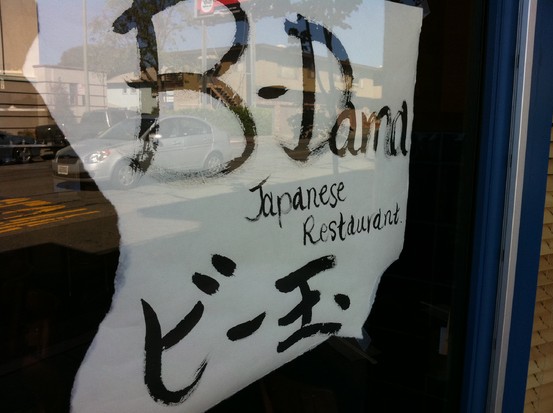 B-Dama
Japanese
Restaurant.
ビー玉